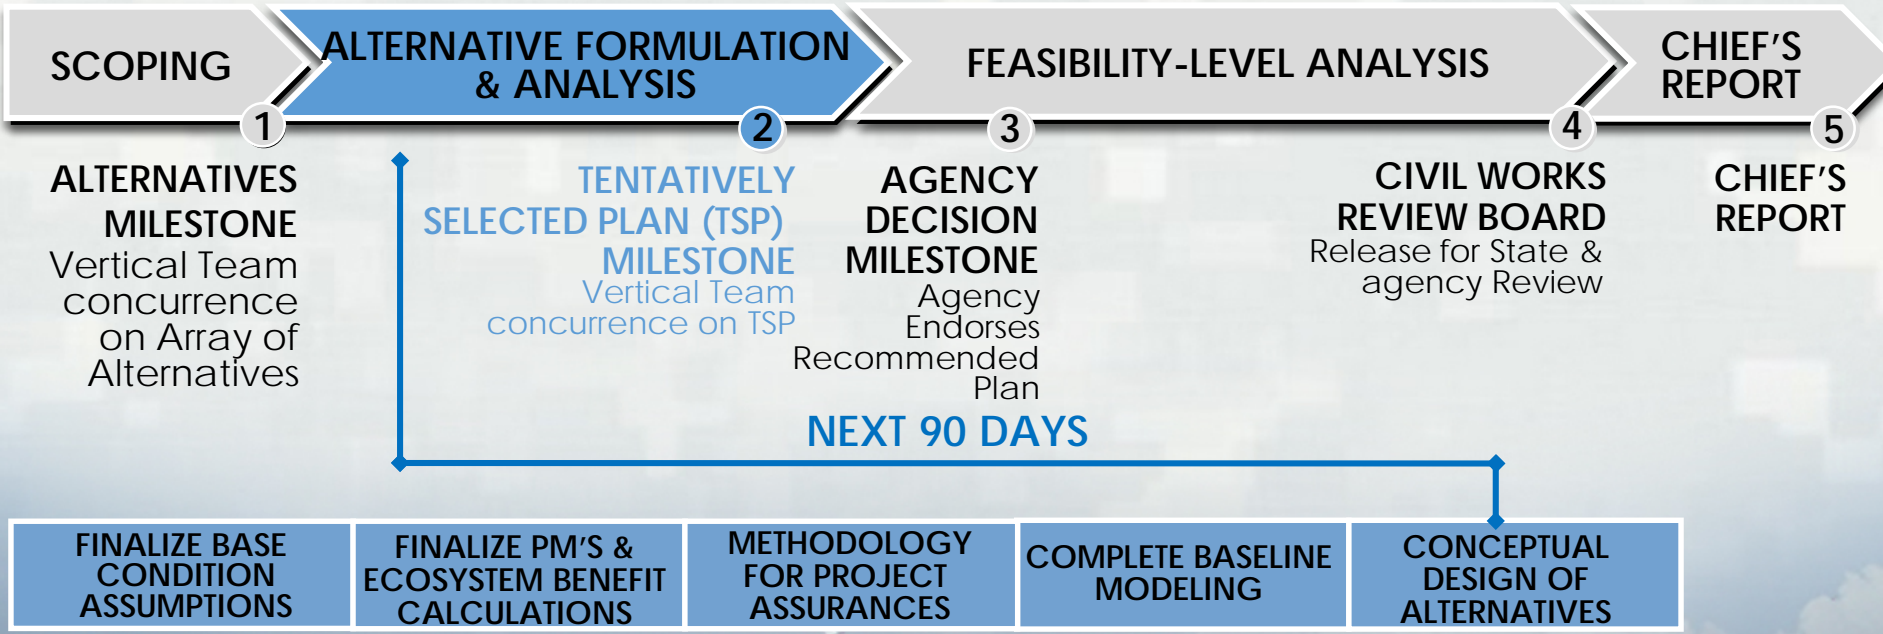 SCOPING
ALTERNATIVE FORMULATION
& ANALYSIS
FEASIBILITY-LEVEL ANALYSIS
CHIEF'S
REPORT
1
2
3
4
5
ALTERNATIVES
MILESTONE
Vertical Team
concurrence
on Array of
Alternatives
TENTATIVELY
SELECTED PLAN (TSP)
MILESTONE
Vertical Team
concurrence on TSP
AGENCY
DECISION
MILESTONE
Agency
Endorses
Recommended
Plan
CIVIL WORKS
REVIEW BOARD
Release for State &
agency Review
CHIEF'S
REPORT
NEXT 90 DAYS
FINALIZE BASE
CONDITION
ASSUMPTIONS
FINALIZE PM'S &
ECOSYSTEM BENEFIT
CALCULATIONS
METHODOLOGY
FOR PROJECT
ASSURANCES
COMPLETE BASELINE
MODELING
CONCEPTUAL
DESIGN OF
ALTERNATIVES